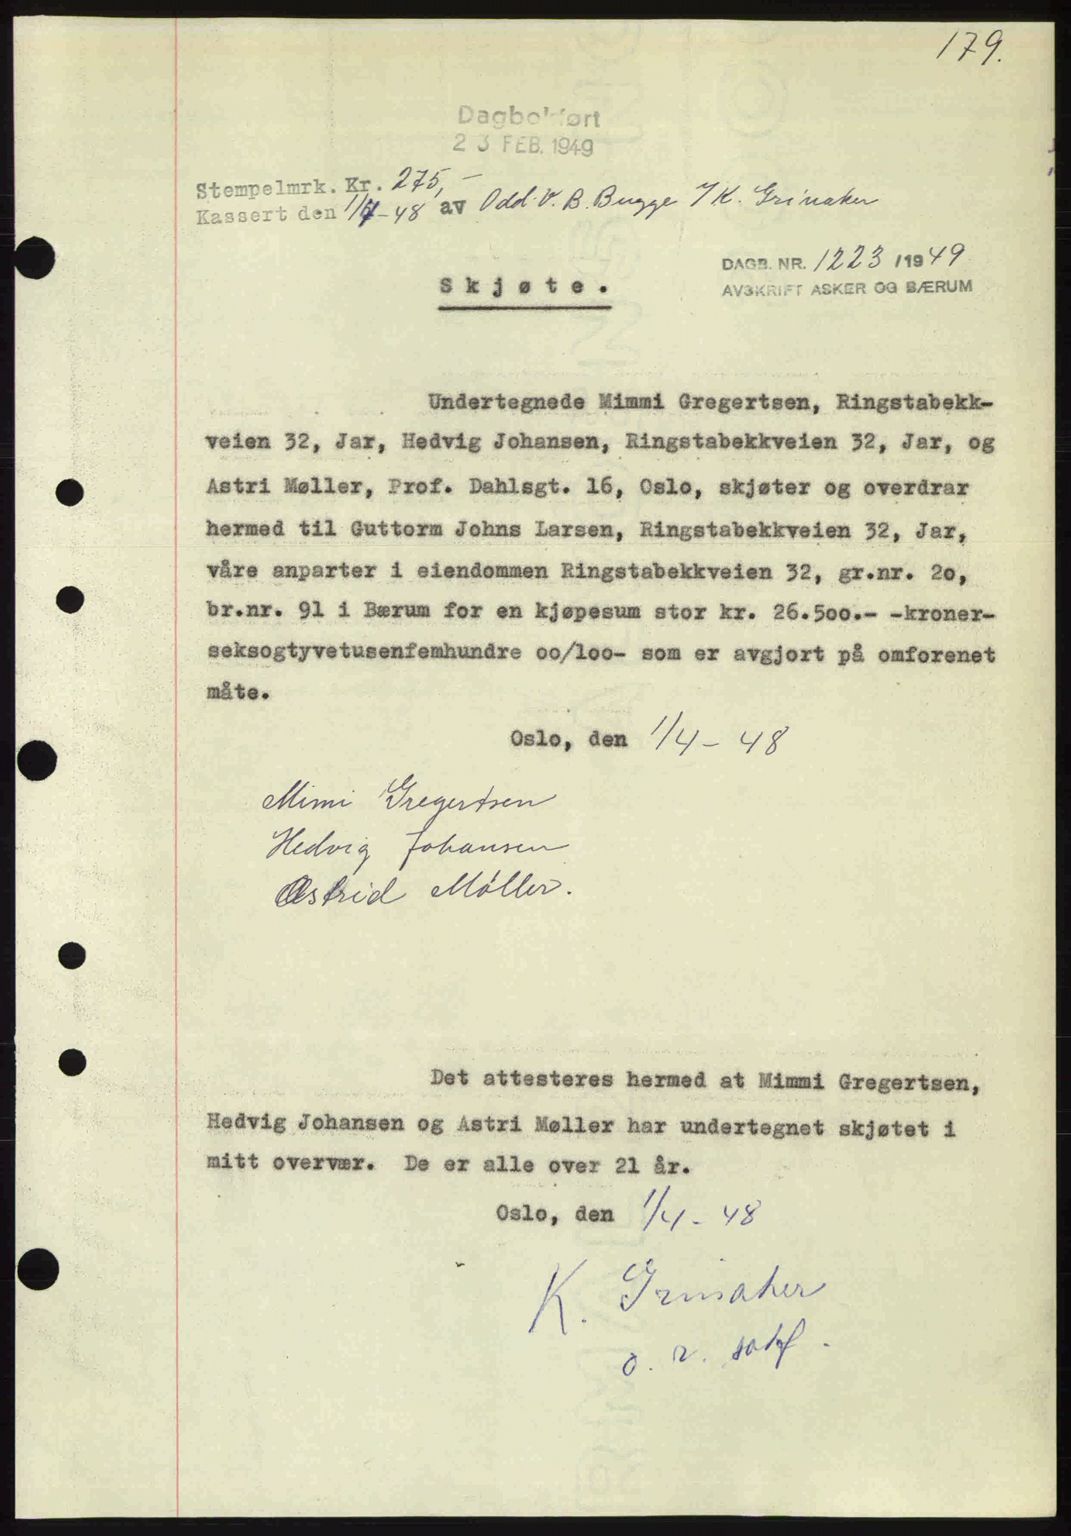 179.
Dagbokført
23 FEB. 1949
Stempelmrk. Kr. 275,-
Kassert den 1/4-48 av Odd V. B. Bugge / K. Grinaker
DAGB. NR. 1223 /1949
AVSKRIFT ASKER OG BÆRUM
Skjøte.
Undertegnede Mimmi Gregertsen, Ringstabekk-
veien 32, Jar, Hedvig Johansen, Ringstabekkveien 32, Jar, og
Astri Møller, Prof. Dahlsgt. 16, Oslo, skjøter og overdrar
hermed til Guttorm Johns Larsen, Ringstabekkveien 32, Jar,
våre anparter i eiendommen Ringstabekkveien 32, gr.nr. 2o,
br.nr. 91 i Bærum for en kjøpesum stor kr. 26.5oo.- -kroner-
seksogtyvetusenfemhundre oo/loo- som er avgjort på omforenet
måte.
Oslo, den 1/4-48
Mimi Gregertsen
Hedvig Johansen
Astrid Møller.
Det attesteres hermed at Mimmi Gregertsen,
Hedvig Johansen og Astri Møller har undertegnet skjøtet i
mitt overvær. De er alle over 21 år.
Oslo, den 1/4-48
K. Grinaker
o. r. sakf.